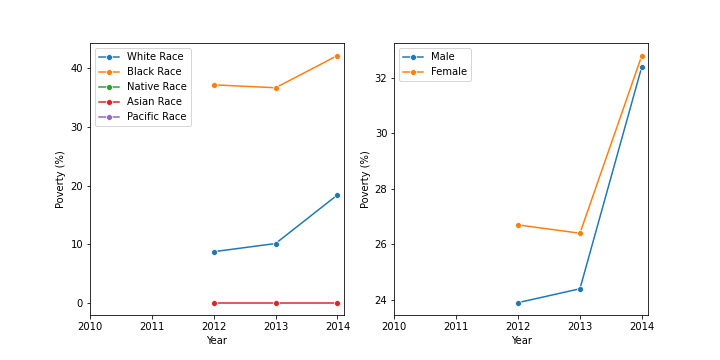 White Race
Black Race
Native Race
Asian Race
Pacific Race
40
30
20
10
0
Poverty (%)
2010 2011 2012 2013 2014
Year
Male
Female
32
30
28
26
24
Poverty (%)
2010 2011 2012 2013 2014
Year